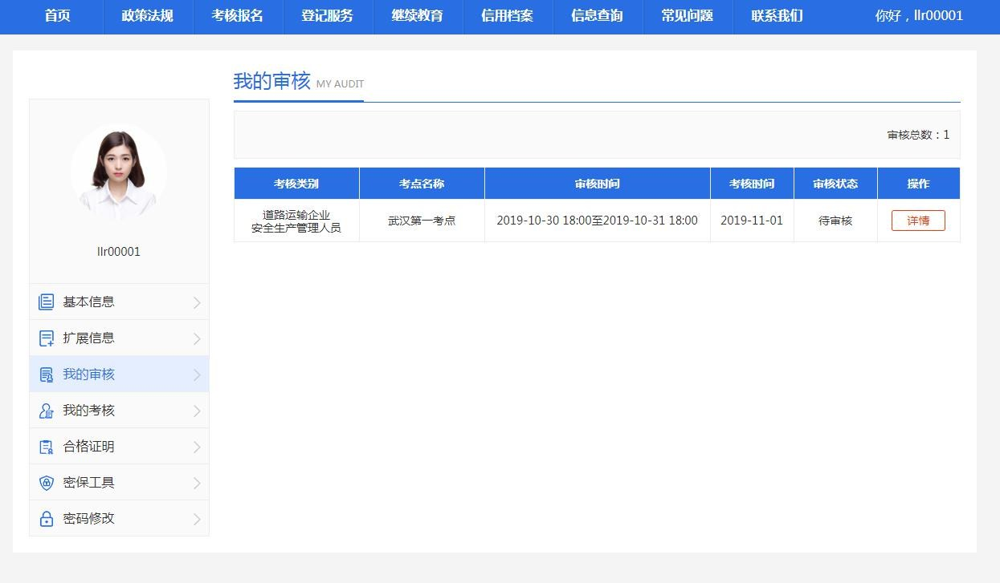 首页 政策法规 考核报名 登记服务 继续教育 信用档案 信息查询 常见问题 联系我们 你好，llr00001
我的审核 MY AUDIT
审核总数：1
llr00001
基本信息
扩展信息
我的审核
我的考核
合格证明
密保工具
密码修改
考核类别 考点名称 审核时间 考核时间 审核状态 操作
道路运输企业
安全生产管理人员 武汉第一考点 2019-10-30 18:00至2019-10-31 18:00 2019-11-01 待审核 详情